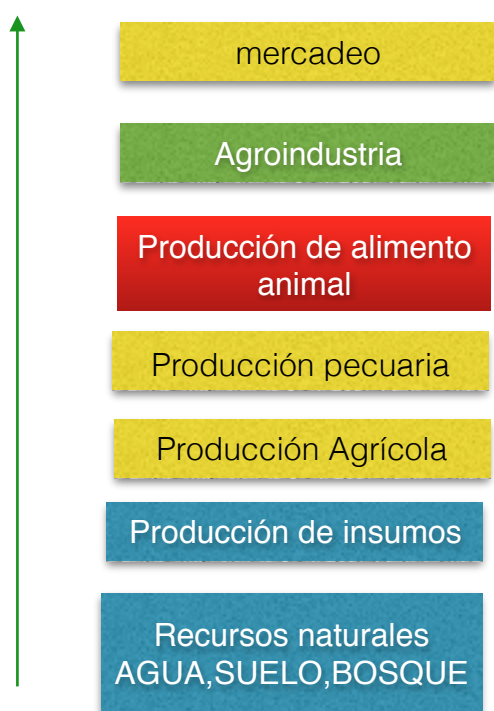 mercadeo
Agroindustria
Producción de alimento
animal
Producción pecuaria
Producción Agrícola
Producción de insumos
Recursos naturales
AGUA,SUELO,BOSQUE